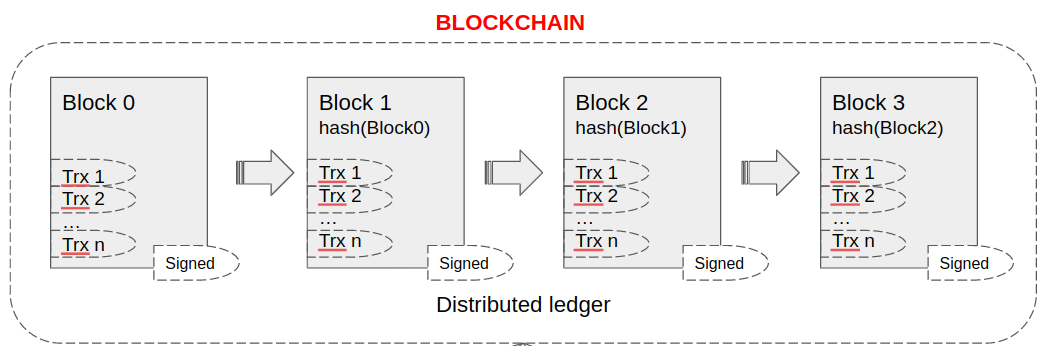 BLOCKCHAIN
Block 0
Trx 1
Trx 2
...
Trx n
Signed
Block 1
hash(Block0)
Trx 1
Trx 2
...
Trx n
Signed
Block 2
hash(Block1)
Trx 1
Trx 2
...
Trx n
Signed
Block 3
hash(Block2)
Trx 1
Trx 2
...
Trx n
Signed
Distributed ledger